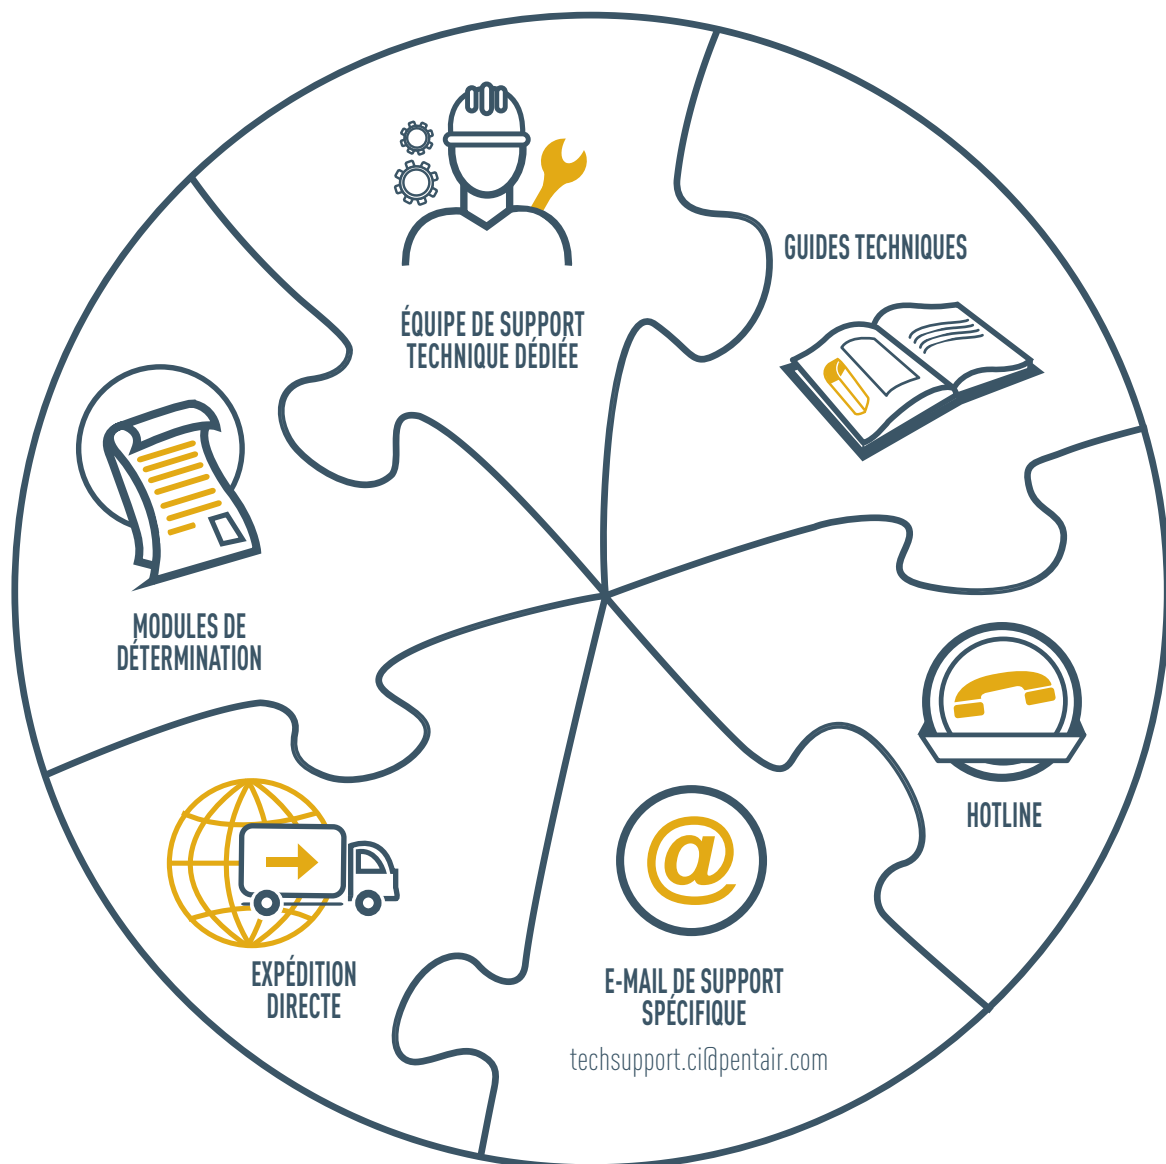 ÉQUIPE DE SUPPORT
TECHNIQUE DÉDIÉE
GUIDES TECHNIQUES
HOTLINE
E-MAIL DE SUPPORT
SPÉCIFIQUE
techsupport.ci@pentair.com
EXPÉDITION
DIRECTE
MODULES DE
DÉTERMINATION
@